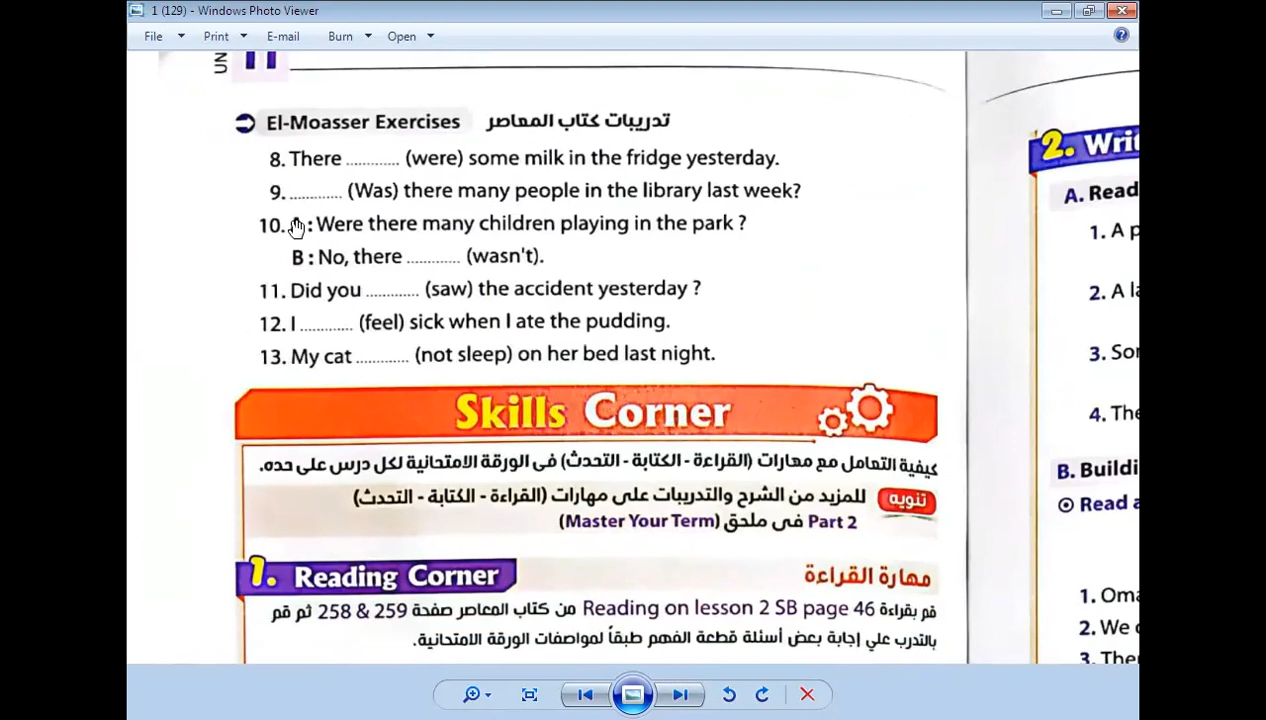 1 (129) - Windows Photo Viewer
File Print E-mail Burn Open
UN 11
El-Moasser Exercises تدريبات كتاب المعاصر
8. There ............ (were) some milk in the fridge yesterday.
9. ............ (Was) there many people in the library last week?
10. : Were there many children playing in the park ?
B : No, there ............ (wasn't).
11. Did you ............ (saw) the accident yesterday ?
12. I ............ (feel) sick when I ate the pudding.
13. My cat ............ (not sleep) on her bed last night.
Skills Corner
كيفية التعامل مع مهارات (القراءة - الكتابة - التحدث) فى الورقة الامتحانية لكل درس على حده.
تنويه للمزيد من الشرح والتدريبات على مهارات (القراءة - الكتابة - التحدث)
Part 2 فى ملحق (Master Your Term)
1. Reading Corner مهارة القراءة
قم بقراءة Reading on lesson 2 SB page 46 من كتاب المعاصر صفحة 259 & 258 ثم قم
بالتدرب علي إجابة بعض أسئلة قطعة الفهم طبقاً لمواصفات الورقة الامتحانية.
2. Writ
A. Read
1. A p
2. A la
3. Sor
4. The
B. Buildi
Read a
1. Oma
2. We
3. Ther